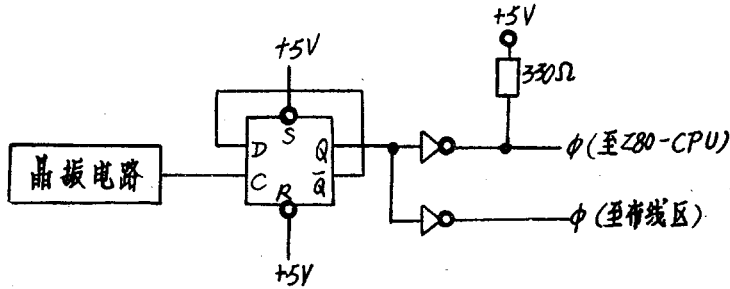 +5V
+5V
330Ω
S
D
Q
φ(至Z80-CPU)
晶振电路
C
Q̅
R
φ(至布线区)
+5V